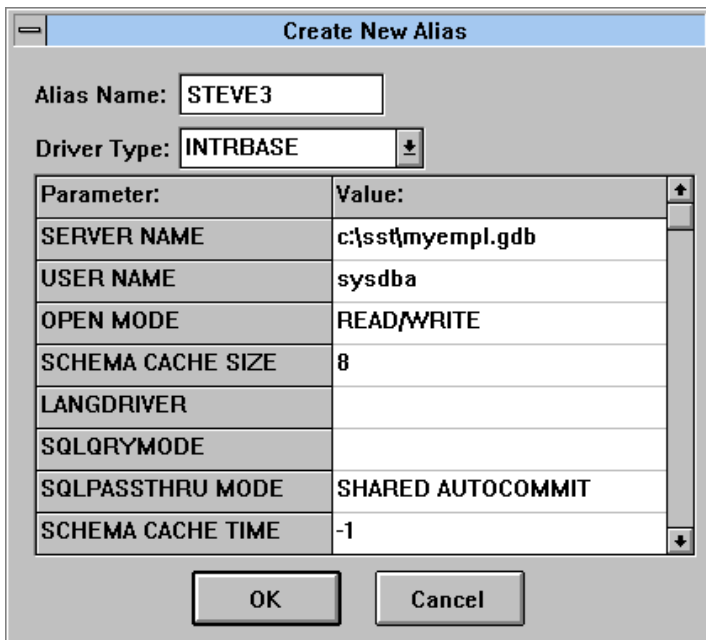 Create New Alias
Alias Name: STEVE3
Driver Type: INTRBASE
Parameter: Value:
SERVER NAME c:\sst\myempl.gdb
USER NAME sysdba
OPEN MODE READ/WRITE
SCHEMA CACHE SIZE 8
LANGDRIVER
SQLQRYMODE
SQLPASSTHRU MODE SHARED AUTOCOMMIT
SCHEMA CACHE TIME -1
OK Cancel